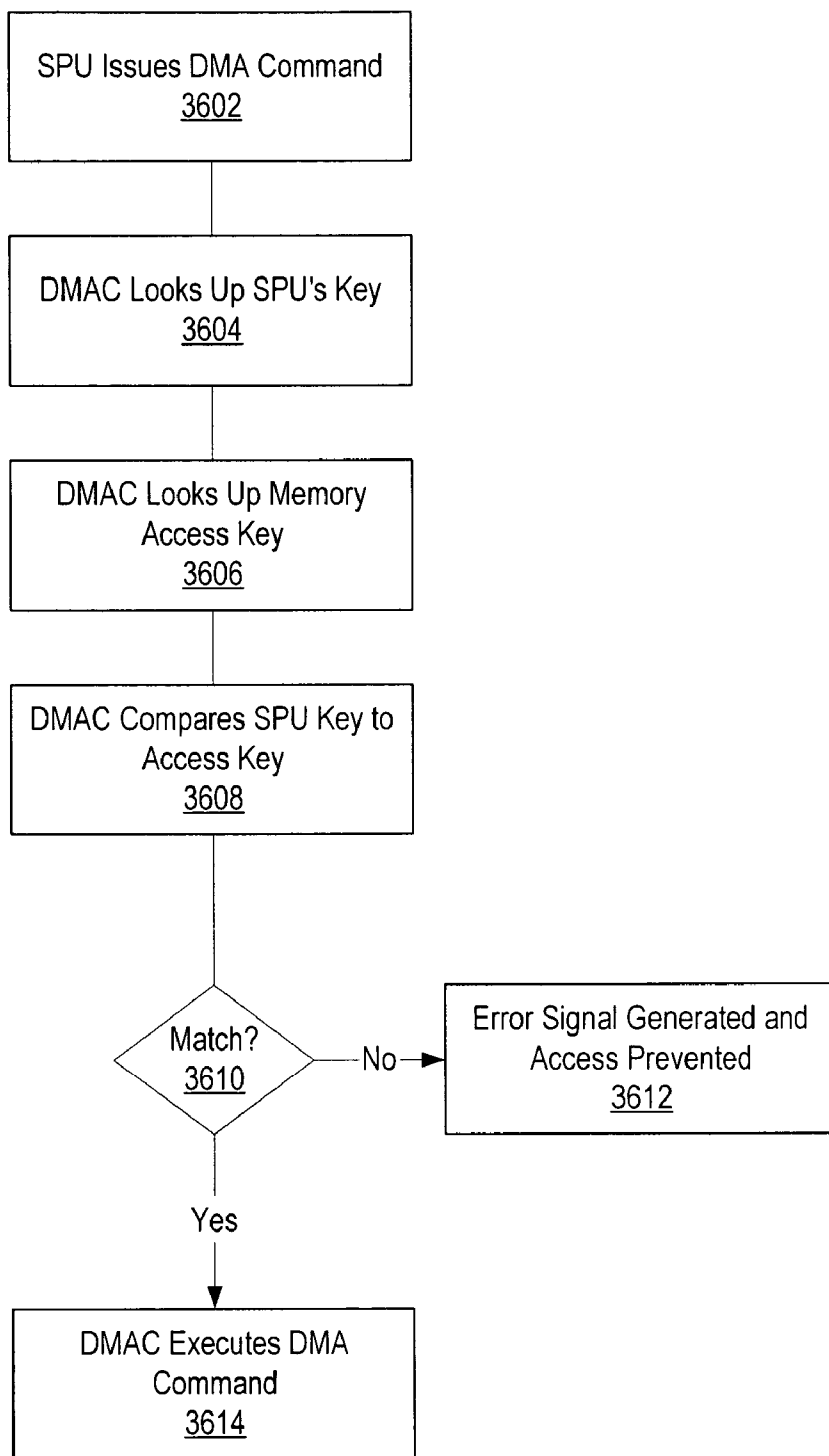 SPU Issues DMA Command
3602
DMAC Looks Up SPU's Key
3604
DMAC Looks Up Memory
Access Key
3606
DMAC Compares SPU Key to
Access Key
3608
Match?
3610
No
Error Signal Generated and
Access Prevented
3612
Yes
DMAC Executes DMA
Command
3614